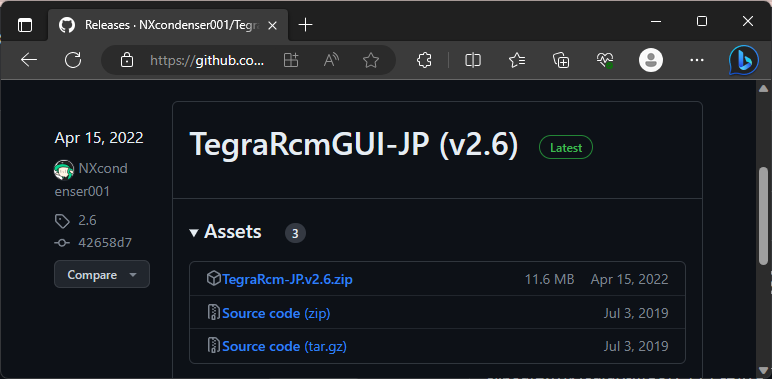 Releases · NXcondenser001/Tegr
https://github.co...
Apr 15, 2022
NXcond
enser001
2.6
42658d7
Compare
TegraRcmGUI-JP (v2.6)
Latest
Assets 3
TegraRcm-JP.v2.6.zip 11.6 MB Apr 15, 2022
Source code (zip) Jul 3, 2019
Source code (tar.gz) Jul 3, 2019